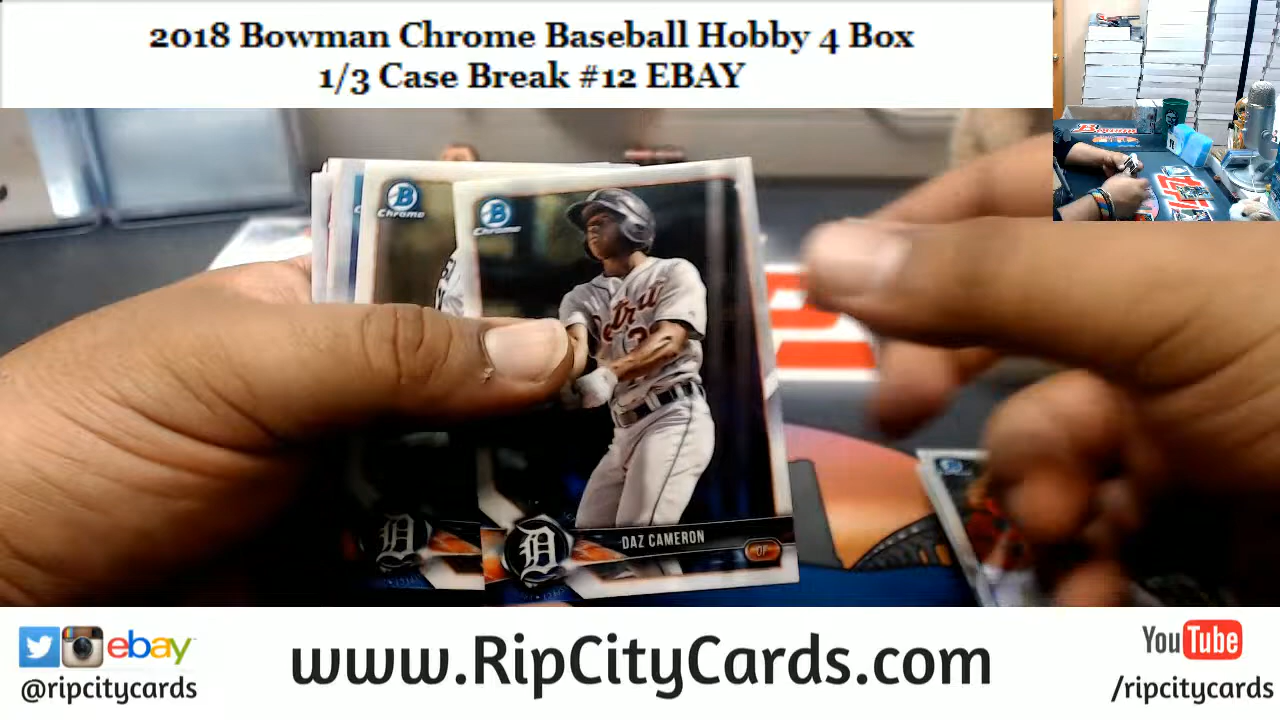 2018 Bowman Chrome Baseball Hobby 4 Box
1/3 Case Break #12 EBAY
B
Chrome
B
Chrome
Detroit
D
D
DAZ CAMERON
OF
ebay
@ripcitycards
www.RipCityCards.com
YouTube
/ripcitycards